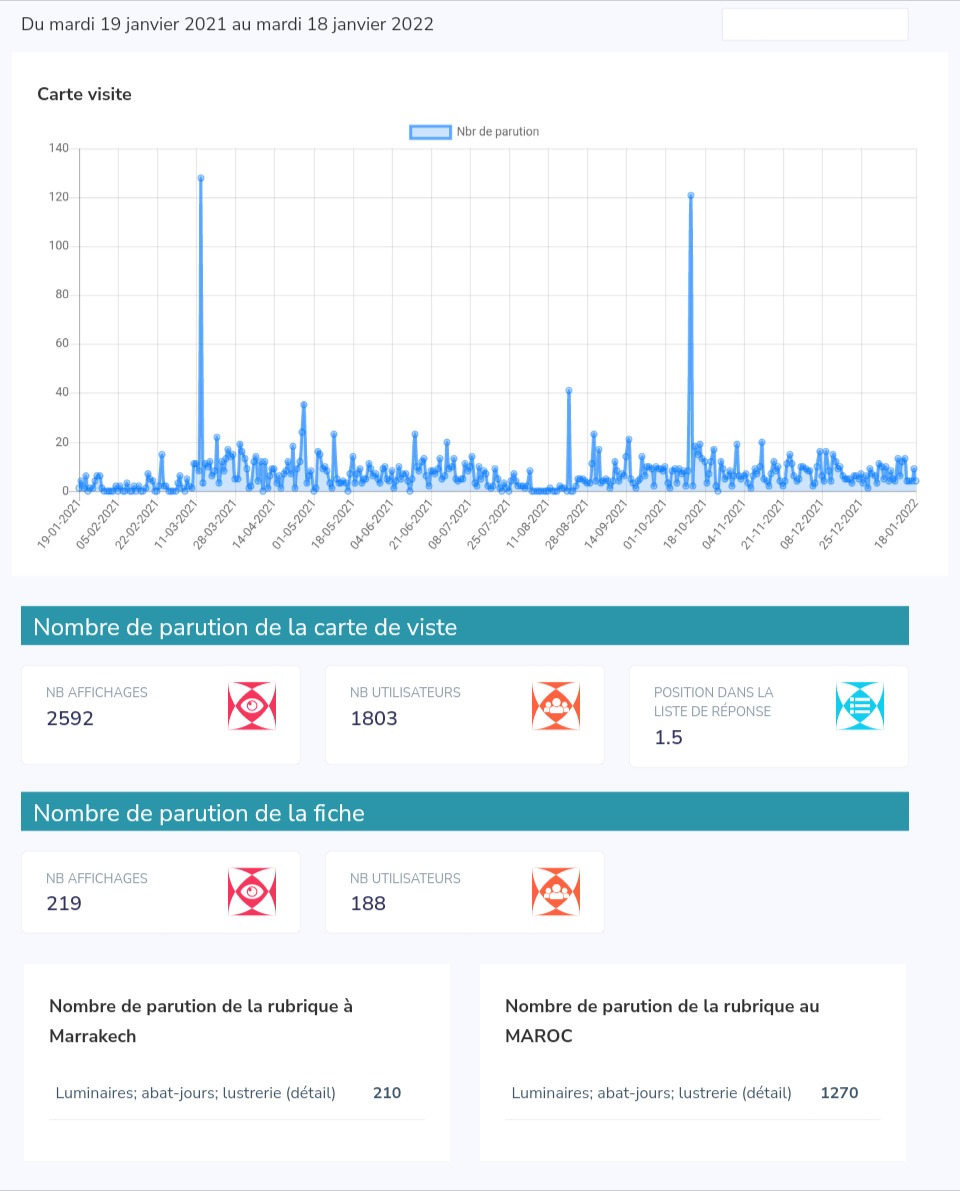 Du mardi 19 janvier 2021 au mardi 18 janvier 2022
Carte visite
Nbr de parution
140
120
100
80
60
40
20
0
19-01-2021
05-02-2021
22-02-2021
11-03-2021
28-03-2021
14-04-2021
01-05-2021
18-05-2021
04-06-2021
21-06-2021
08-07-2021
25-07-2021
11-08-2021
28-08-2021
14-09-2021
01-10-2021
18-10-2021
04-11-2021
21-11-2021
08-12-2021
25-12-2021
18-01-2022
Nombre de parution de la carte de viste
NB AFFICHAGES
2592
NB UTILISATEURS
1803
POSITION DANS LA
LISTE DE RÉPONSE
1.5
Nombre de parution de la fiche
NB AFFICHAGES
219
NB UTILISATEURS
188
Nombre de parution de la rubrique à
Marrakech
Luminaires; abat-jours; lustrerie (détail) 210
Nombre de parution de la rubrique au
MAROC
Luminaires; abat-jours; lustrerie (détail) 1270